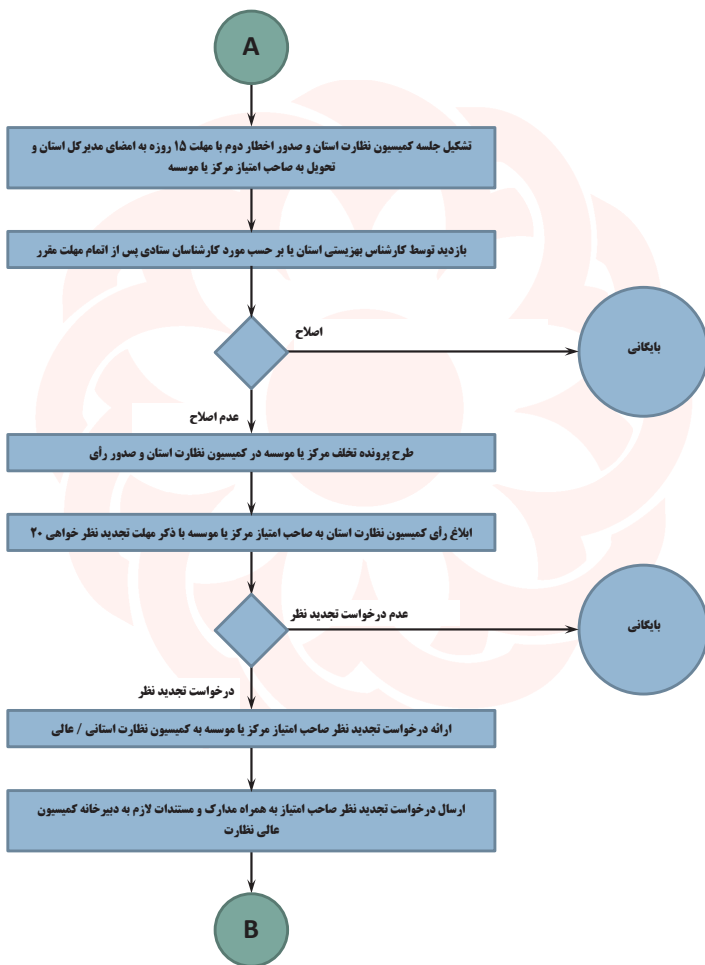 A
تشکیل جلسه کمیسیون نظارت استان و صدور اخطار دوم با مهلت ۱۵ روزه به امضای مدیرکل استان و
تحویل به صاحب امتیاز مرکز یا موسسه
بازدید توسط کارشناس بهزیستی استان یا بر حسب مورد کارشناسان ستادی پس از اتمام مهلت مقرر
اصلاح
بایگانی
عدم اصلاح
طرح پرونده تخلف مرکز یا موسسه در کمیسیون نظارت استان و صدور رأی
ابلاغ رأی کمیسیون نظارت استان به صاحب امتیاز مرکز یا موسسه با ذکر مهلت تجدید نظر خواهی ۲۰
عدم درخواست تجدید نظر
بایگانی
درخواست تجدید نظر
ارائه درخواست تجدید نظر صاحب امتیاز مرکز یا موسسه به کمیسیون نظارت استانی / عالی
ارسال درخواست تجدید نظر صاحب امتیاز به همراه مدارک و مستندات لازم به دبیرخانه کمیسیون
عالی نظارت
B